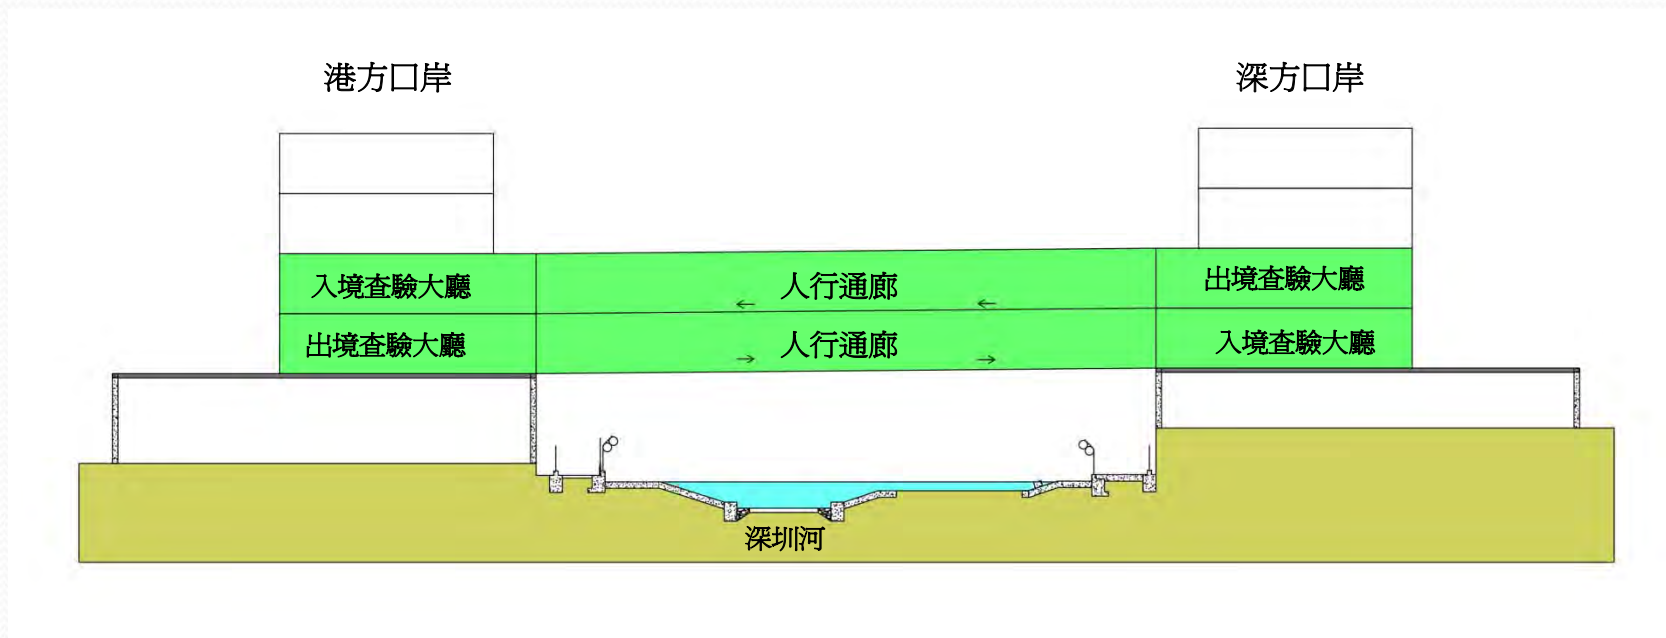 港方口岸
深方口岸
入境查驗大廳
人行通廊
出境查驗大廳
出境查驗大廳
人行通廊
入境查驗大廳
深圳河